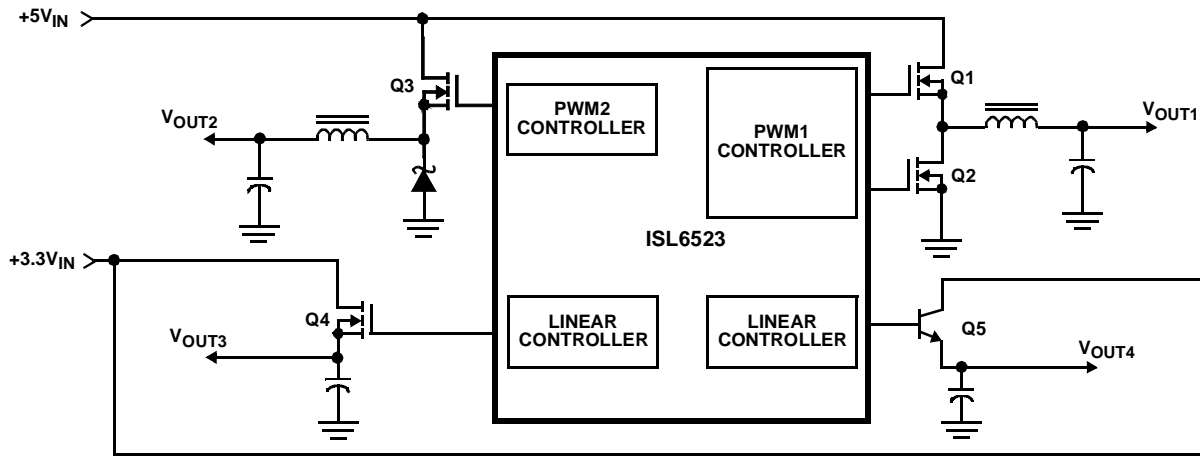 +5VIN
Q3
PWM2
CONTROLLER
PWM1
CONTROLLER
Q1
VOUT2
VOUT1
Q2
ISL6523
+3.3VIN
Q4
LINEAR
CONTROLLER
LINEAR
CONTROLLER
Q5
VOUT3
VOUT4